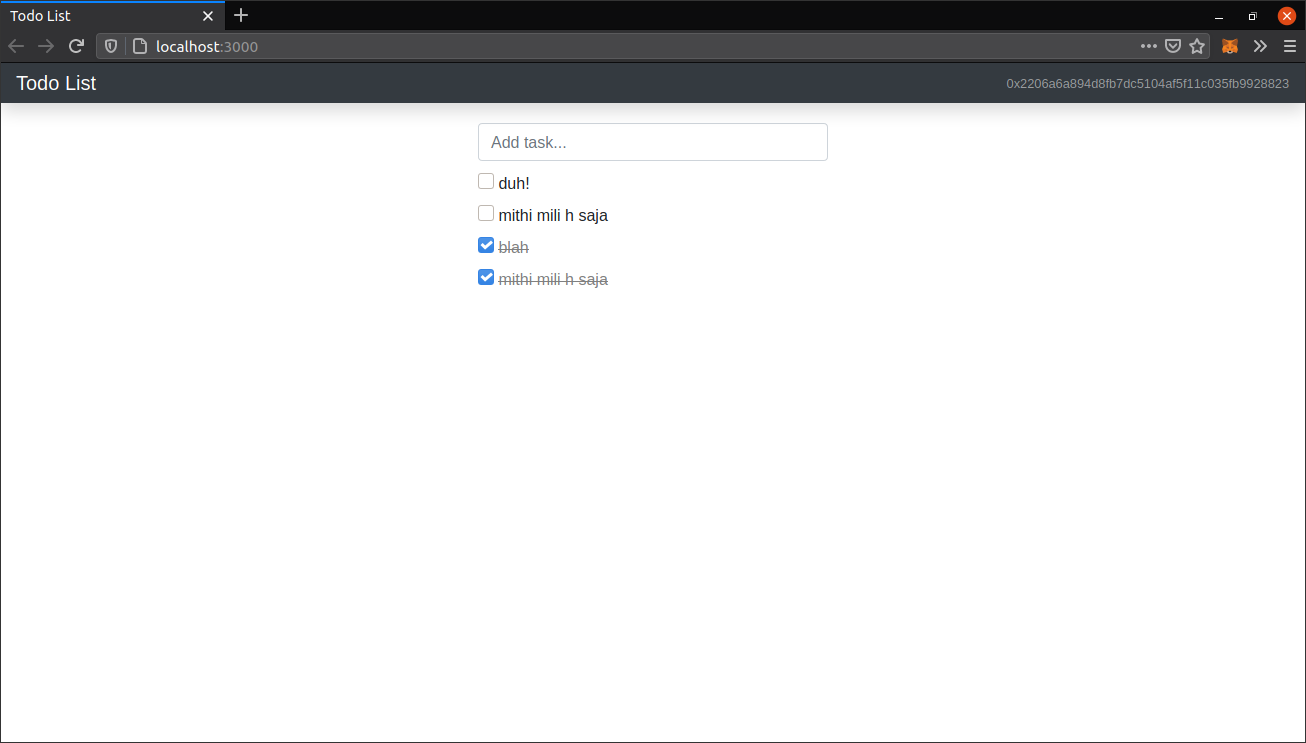 Todo List
localhost:3000
Todo List
0x2206a6a894d8fb7dc5104af5f11c035fb9928823
Add task...
duh!
mithi mili h saja
blah
mithi mili h saja